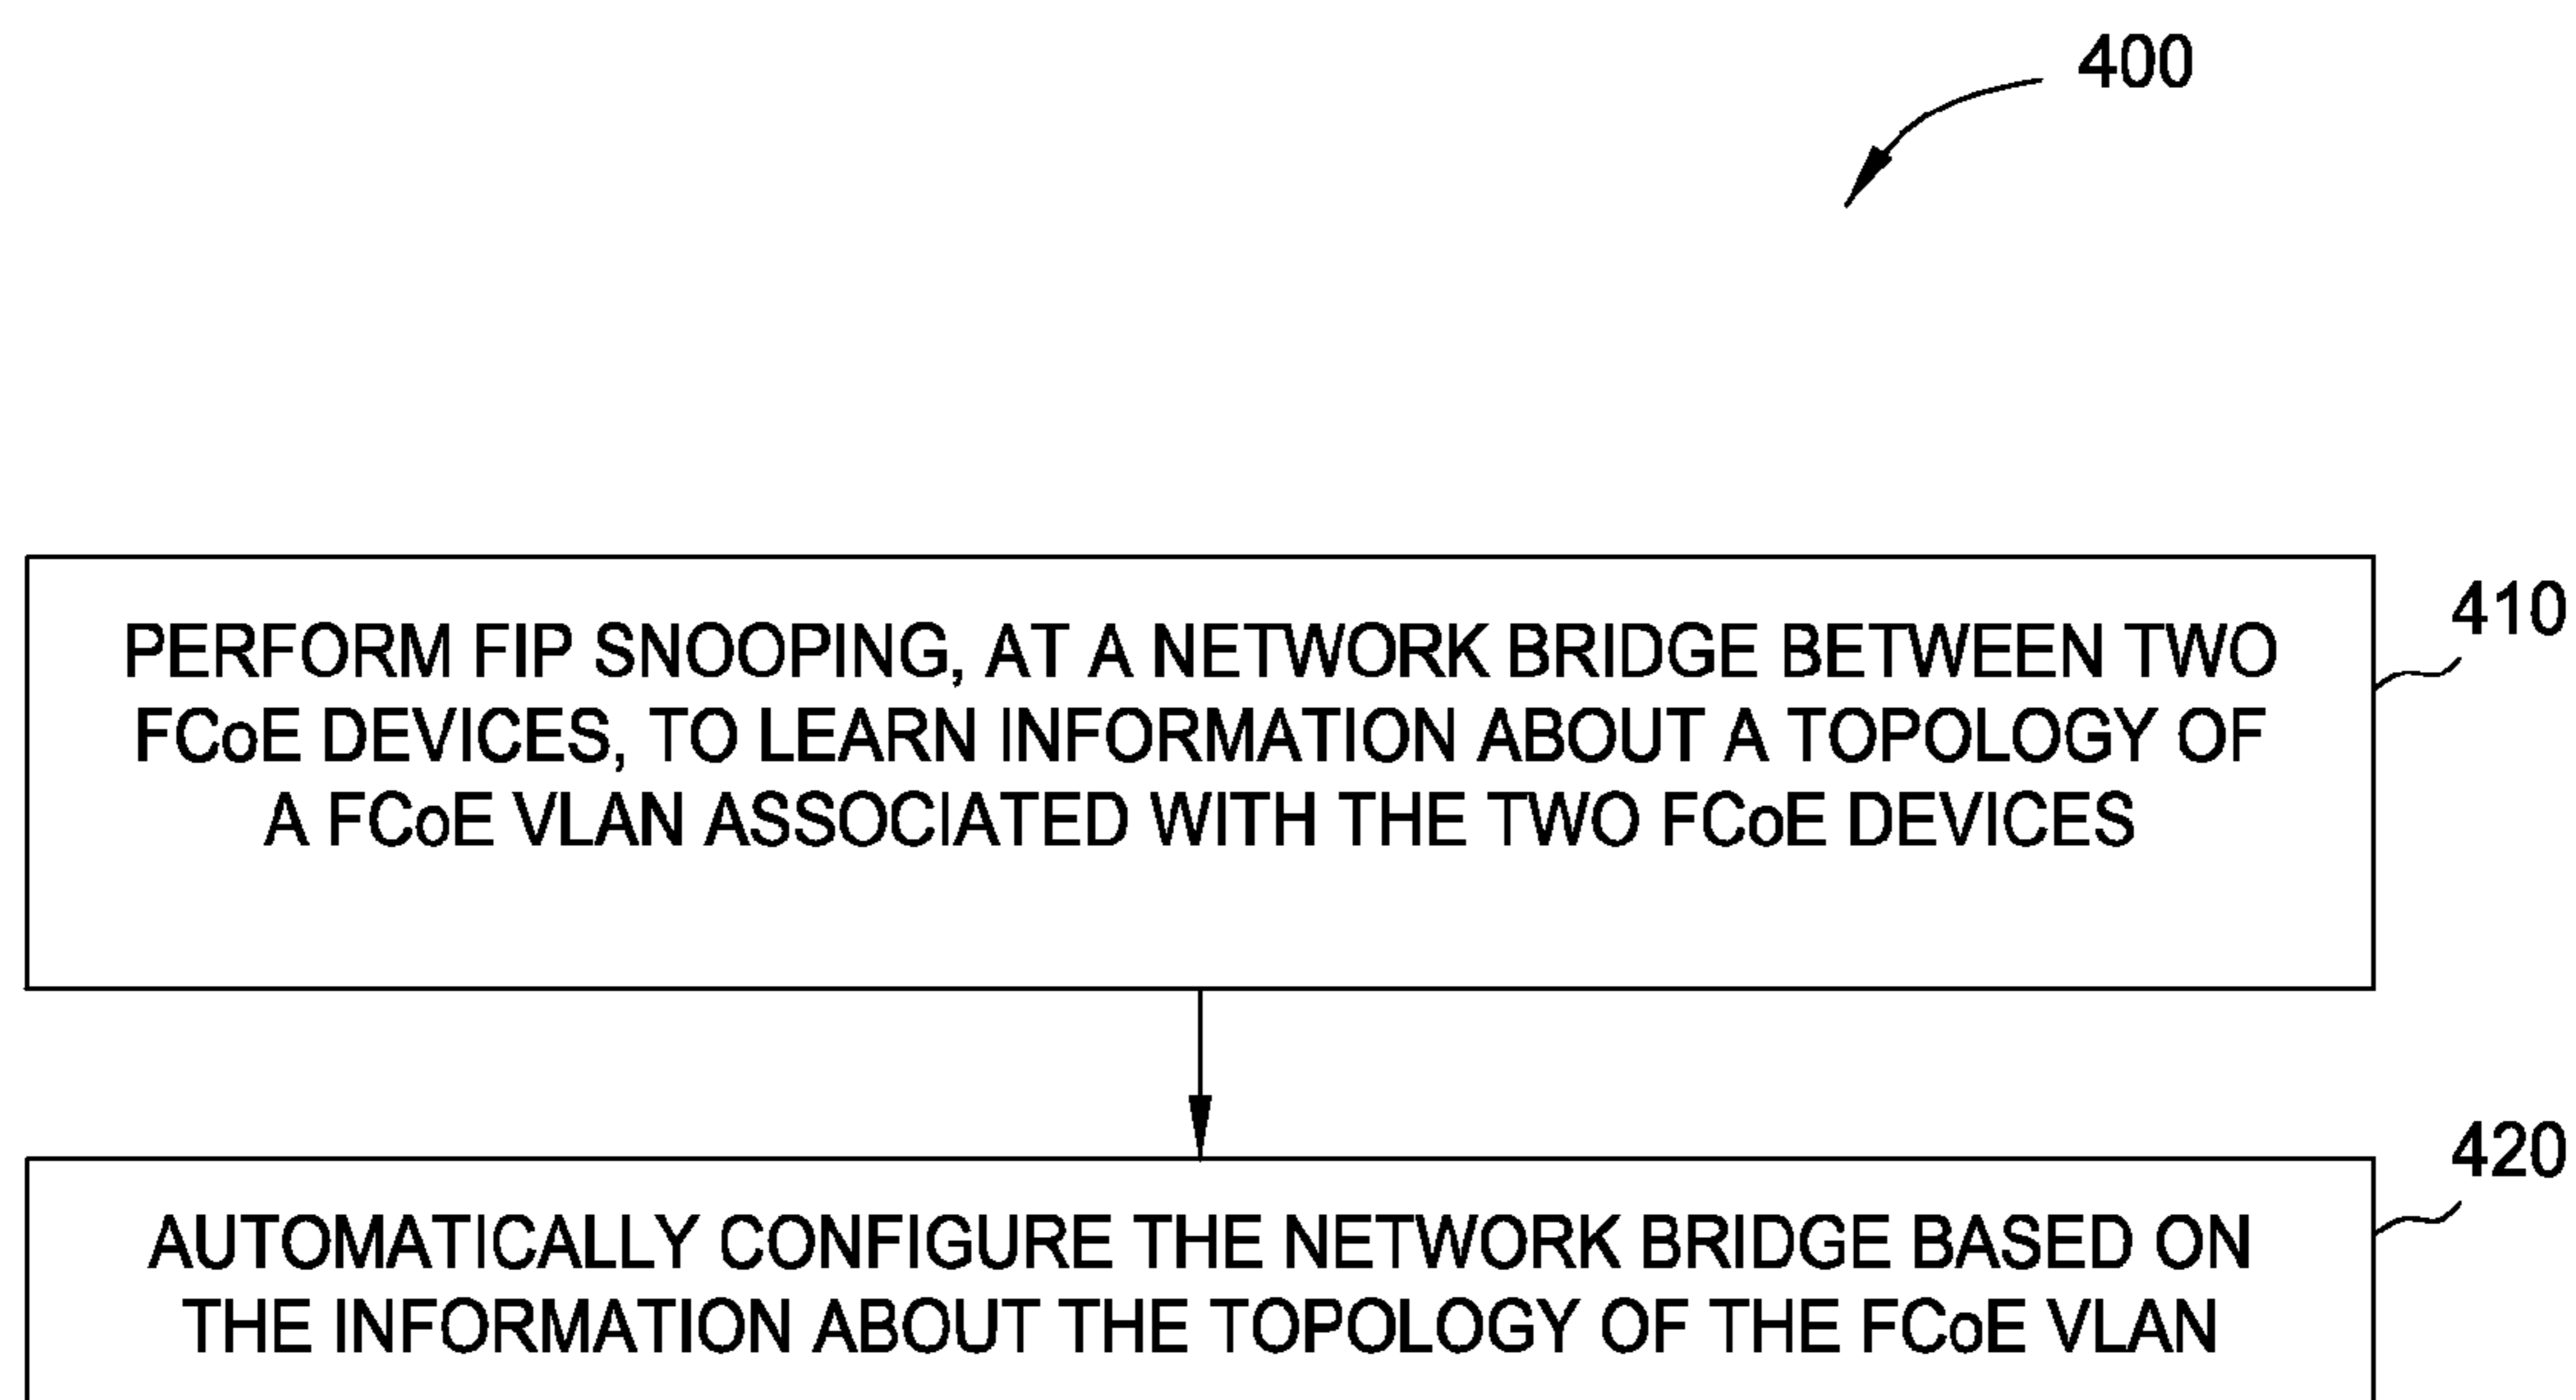 400
410
PERFORM FIP SNOOPING, AT A NETWORK BRIDGE BETWEEN TWO
FCoE DEVICES, TO LEARN INFORMATION ABOUT A TOPOLOGY OF
A FCoE VLAN ASSOCIATED WITH THE TWO FCoE DEVICES
420
AUTOMATICALLY CONFIGURE THE NETWORK BRIDGE BASED ON
THE INFORMATION ABOUT THE TOPOLOGY OF THE FCoE VLAN